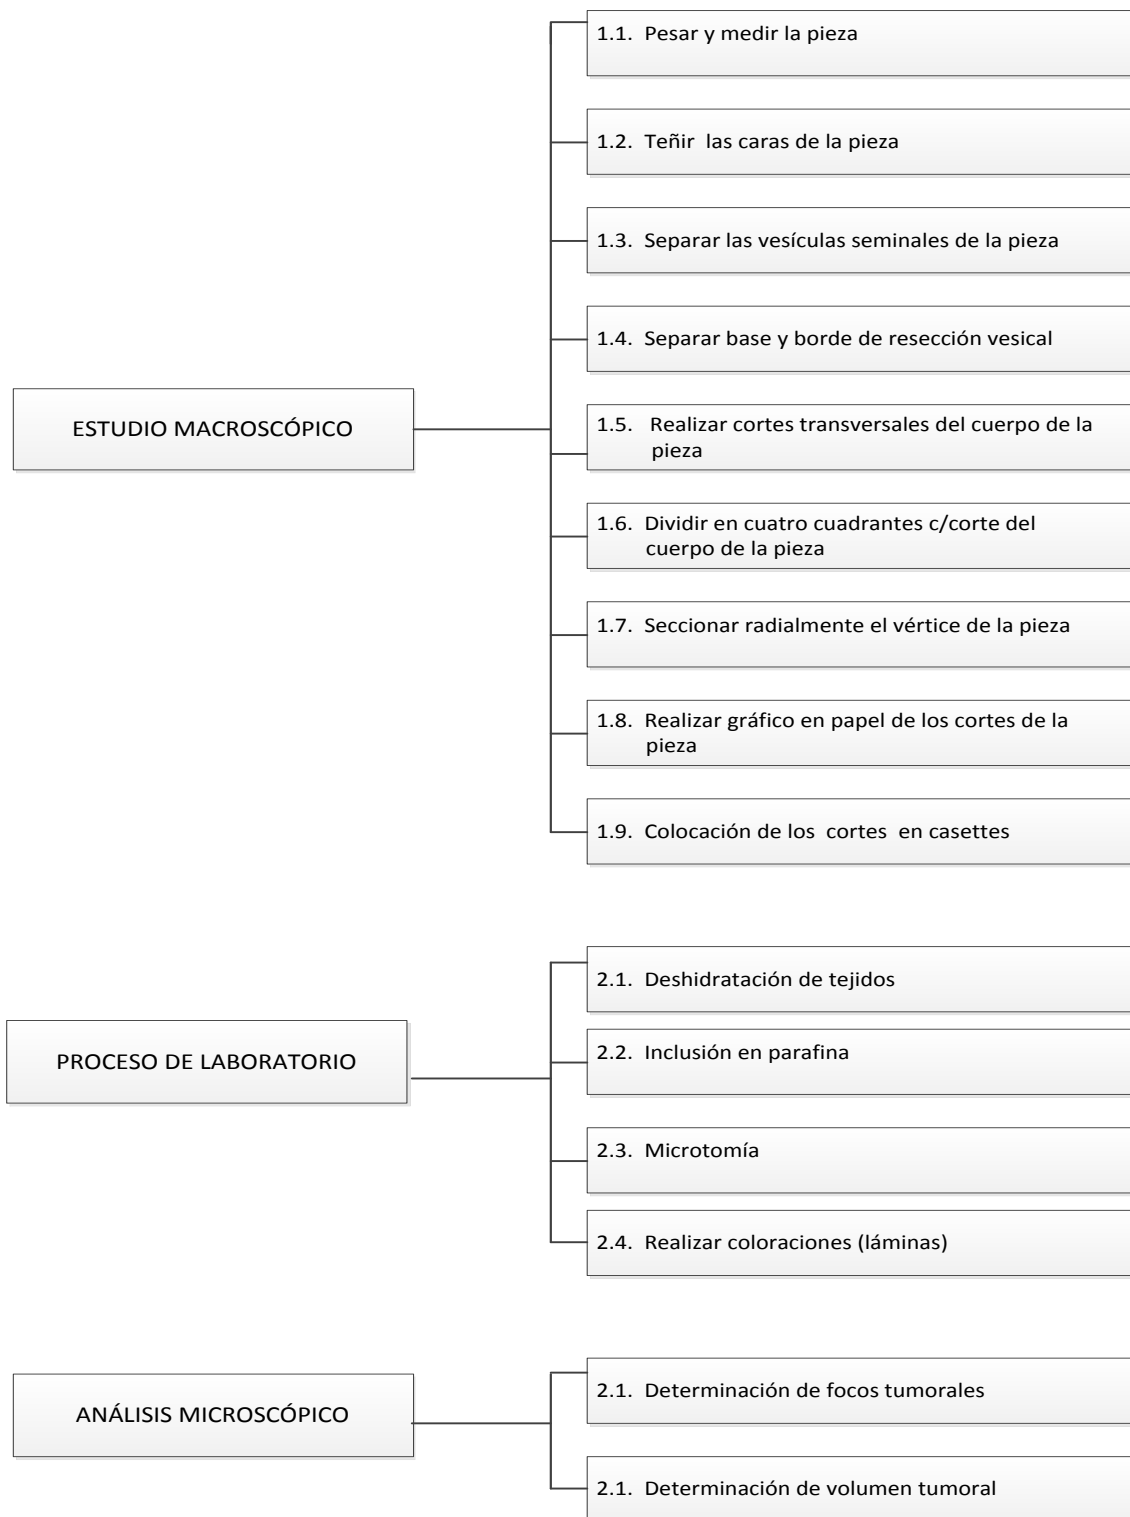 ESTUDIO MACROSCÓPICO
1.1. Pesar y medir la pieza
1.2. Teñir las caras de la pieza
1.3. Separar las vesículas seminales de la pieza
1.4. Separar base y borde de resección vesical
1.5. Realizar cortes transversales del cuerpo de la
pieza
1.6. Dividir en cuatro cuadrantes c/corte del
cuerpo de la pieza
1.7. Seccionar radialmente el vértice de la pieza
1.8. Realizar gráfico en papel de los cortes de la
pieza
1.9. Colocación de los cortes en casettes
PROCESO DE LABORATORIO
2.1. Deshidratación de tejidos
2.2. Inclusión en parafina
2.3. Microtomía
2.4. Realizar coloraciones (láminas)
ANÁLISIS MICROSCÓPICO
2.1. Determinación de focos tumorales
2.1. Determinación de volumen tumoral